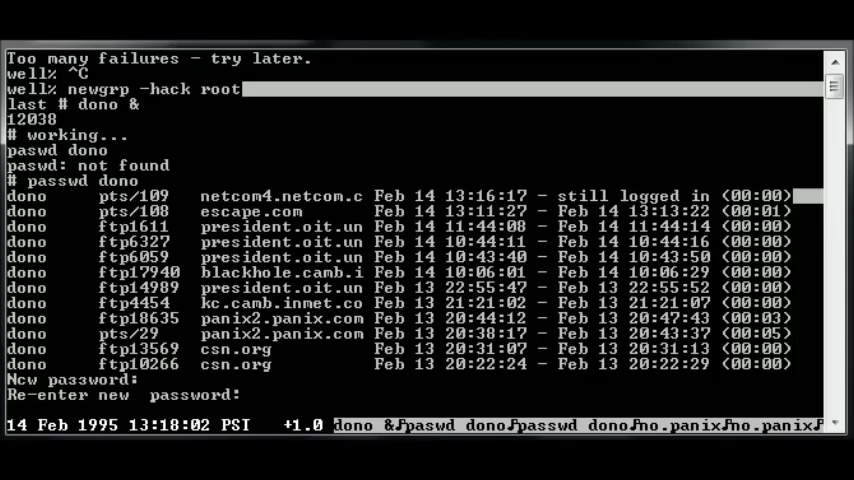 Too many failures - try later.
well% ^C
well% newgrp -hack root
last # dono &
12038
# working...
paswd dono
paswd: not found
# passwd dono
dono pts/109 netcom4.netcom.c Feb 14 13:16:17 - still logged in (00:00)
dono pts/108 escape.com Feb 14 13:11:27 - Feb 14 13:13:22 (00:01)
dono ftp1611 president.oit.un Feb 14 11:44:08 - Feb 14 11:44:14 (00:00)
dono ftp6327 president.oit.un Feb 14 10:44:11 - Feb 14 10:44:16 (00:00)
dono ftp6059 president.oit.un Feb 14 10:43:40 - Feb 14 10:43:50 (00:00)
dono ftp17940 blackhole.camb.i Feb 14 10:06:01 - Feb 14 10:06:29 (00:00)
dono ftp14989 president.oit.un Feb 13 22:55:47 - Feb 13 22:55:52 (00:00)
dono ftp4454 kc.camb.inmet.co Feb 13 21:21:02 - Feb 13 21:21:07 (00:00)
dono ftp18635 panix2.panix.com Feb 13 20:44:12 - Feb 13 20:47:43 (00:03)
dono pts/29 panix2.panix.com Feb 13 20:38:17 - Feb 13 20:43:37 (00:05)
dono ftp13569 csn.org Feb 13 20:31:07 - Feb 13 20:31:13 (00:00)
dono ftp10266 csn.org Feb 13 20:22:24 - Feb 13 20:22:29 (00:00)
New password:
Re-enter new password:
14 Feb 1995 13:18:02 PST +1.0 dono &♪paswd dono♪passwd dono♪no.panix♪no.panix♪